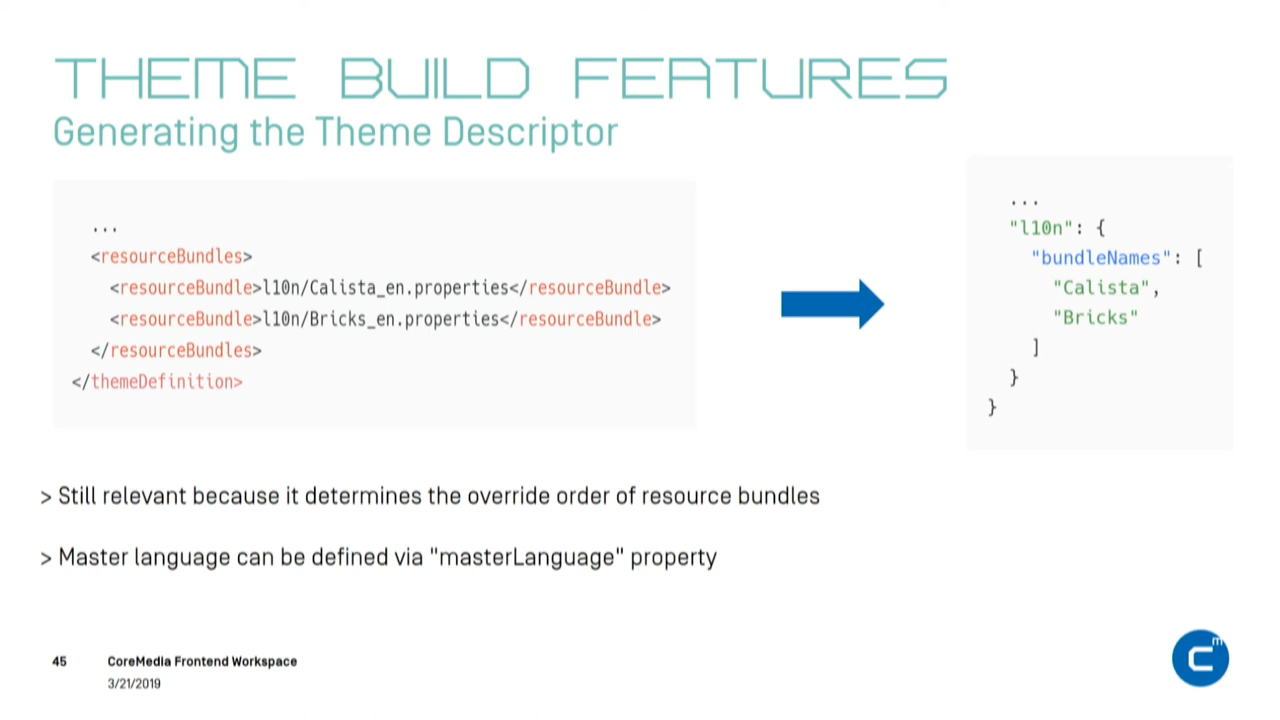 THEME BUILD FEATURES
Generating the Theme Descriptor
...
<resourceBundles>
<resourceBundle>l10n/Calista_en.properties</resourceBundle>
<resourceBundle>l10n/Bricks_en.properties</resourceBundle>
</resourceBundles>
</themeDefinition>
...
"l10n": {
"bundleNames": [
"Calista",
"Bricks"
]
}
}
> Still relevant because it determines the override order of resource bundles
> Master language can be defined via "masterLanguage" property
45
CoreMedia Frontend Workspace
3/21/2019
Cm